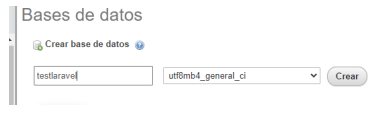 Bases de datos
Crear base de datos
testlaravel utf8mb4_general_ci Crear